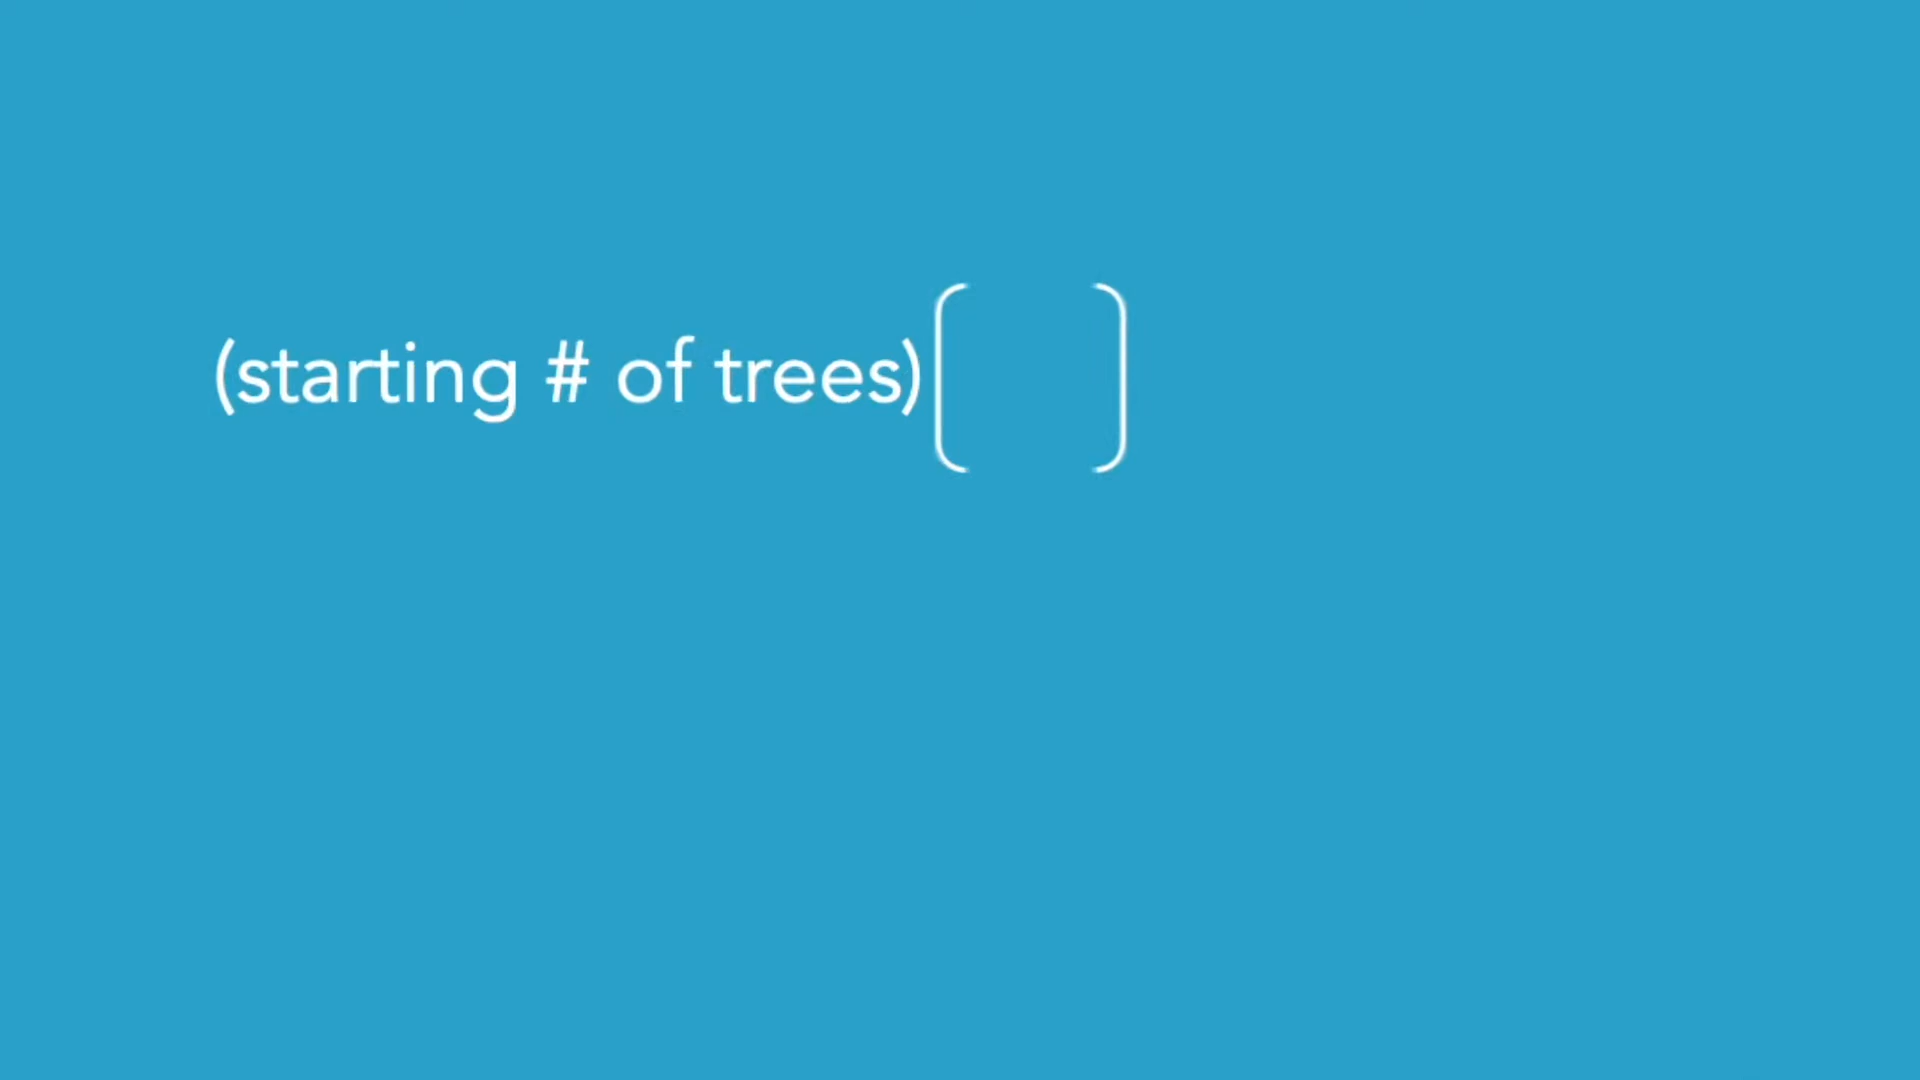 (starting # of trees)( )